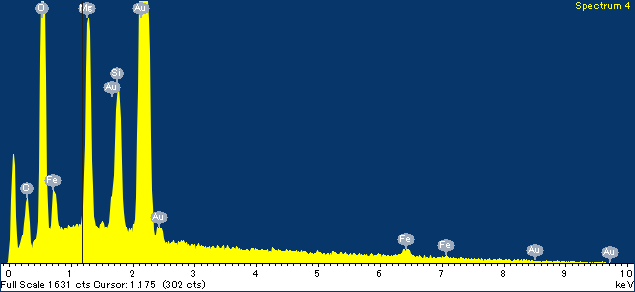 Spectrum 4
O Mg Au
Si
Au
C Fe
Au
Fe Fe Au Au
0 1 2 3 4 5 6 7 8 9 10
Full Scale 1631 cts Cursor: 1.175 (302 cts) keV